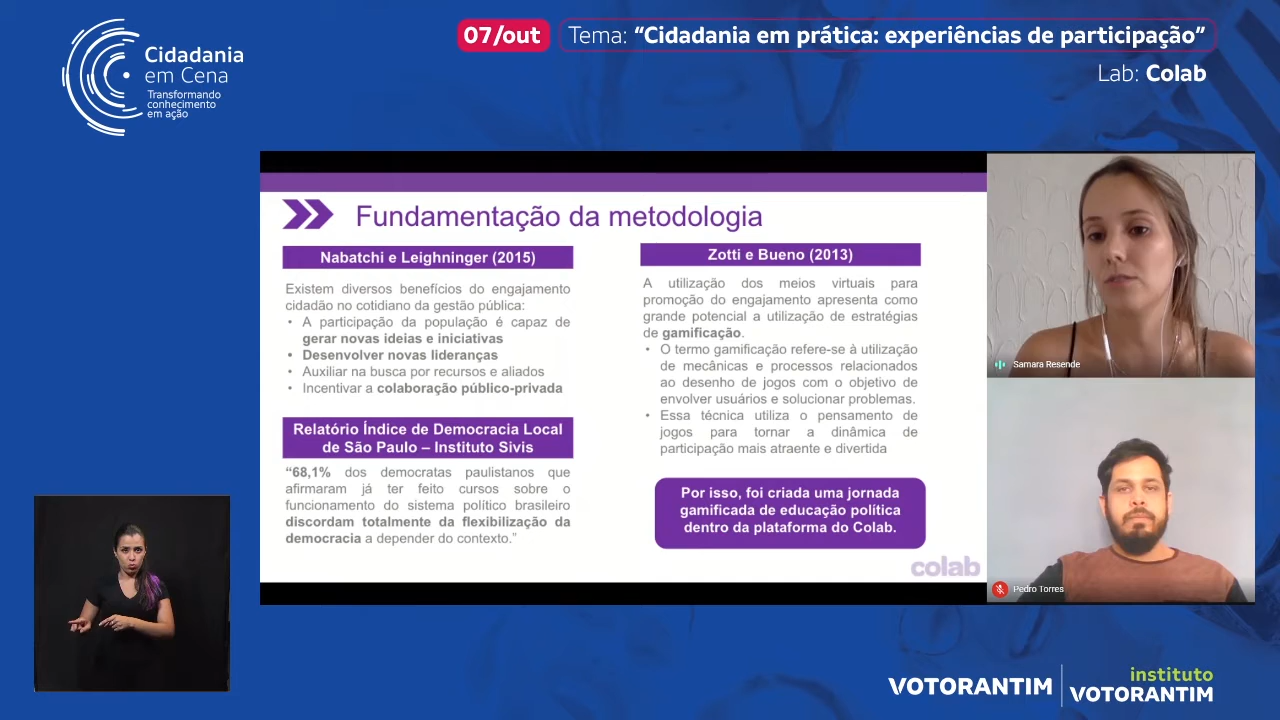 Cidadania
em Cena
Transformando
conhecimento
em ação
07/out Tema: “Cidadania em prática: experiências de participação”
Lab: Colab
Fundamentação da metodologia
Nabatchi e Leighninger (2015)
Existem diversos benefícios do engajamento
cidadão no cotidiano da gestão pública:
• A participação da população é capaz de
gerar novas ideias e iniciativas
• Desenvolver novas lideranças
• Auxiliar na busca por recursos e aliados
• Incentivar a colaboração público-privada
Relatório Índice de Democracia Local
de São Paulo – Instituto Sivis
“68,1% dos democratas paulistanos que
afirmaram já ter feito cursos sobre o
funcionamento do sistema político brasileiro
discordam totalmente da flexibilização da
democracia a depender do contexto.”
Zotti e Bueno (2013)
A utilização dos meios virtuais para
promoção do engajamento apresenta como
grande potencial a utilização de estratégias
de gamificação.
• O termo gamificação refere-se à utilização
de mecânicas e processos relacionados
ao desenho de jogos com o objetivo de
envolver usuários e solucionar problemas.
• Essa técnica utiliza o pensamento de
jogos para tornar a dinâmica de
participação mais atraente e divertida
Por isso, foi criada uma jornada
gamificada de educação política
dentro da plataforma do Colab.
colab
Samara Resende
Pedro Torres
VOTORANTIM
instituto
VOTORANTIM